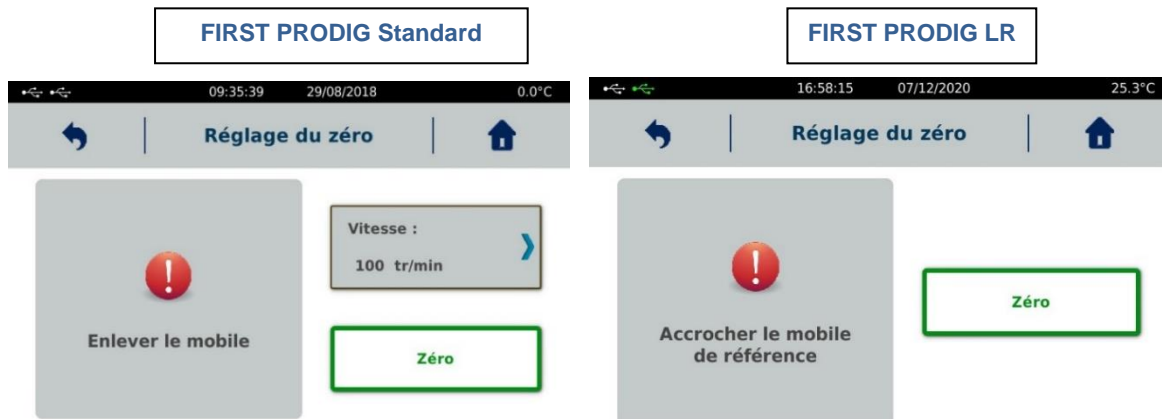 FIRST PRODIG Standard
09:35:39 29/08/2018 0.0°C
Réglage du zéro
Enlever le mobile
Vitesse :
100 tr/min
Zéro
FIRST PRODIG LR
16:58:15 07/12/2020 25.3°C
Réglage du zéro
Accrocher le mobile
de référence
Zéro